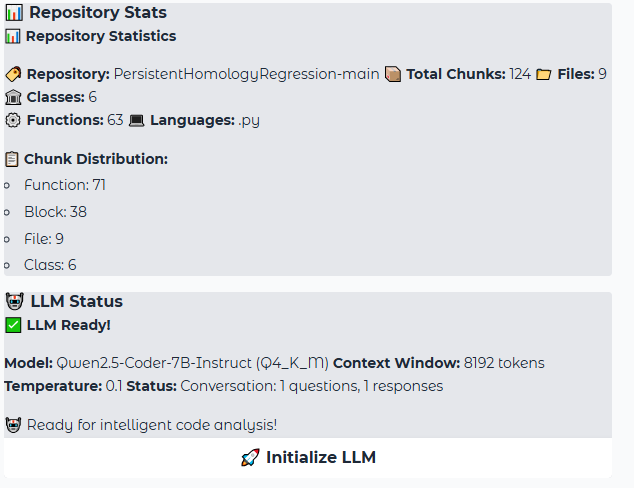 📊 Repository Stats
📊 Repository Statistics
🏷️ Repository: PersistentHomologyRegression-main 📦 Total Chunks: 124 📁 Files: 9
🏛️ Classes: 6
⚙️ Functions: 63 💻 Languages: .py
📋 Chunk Distribution:
Function: 71
Block: 38
File: 9
Class: 6
🤖 LLM Status
✅ LLM Ready!
Model: Qwen2.5-Coder-7B-Instruct (Q4_K_M) Context Window: 8192 tokens
Temperature: 0.1 Status: Conversation: 1 questions, 1 responses
🤖 Ready for intelligent code analysis!
🚀 Initialize LLM